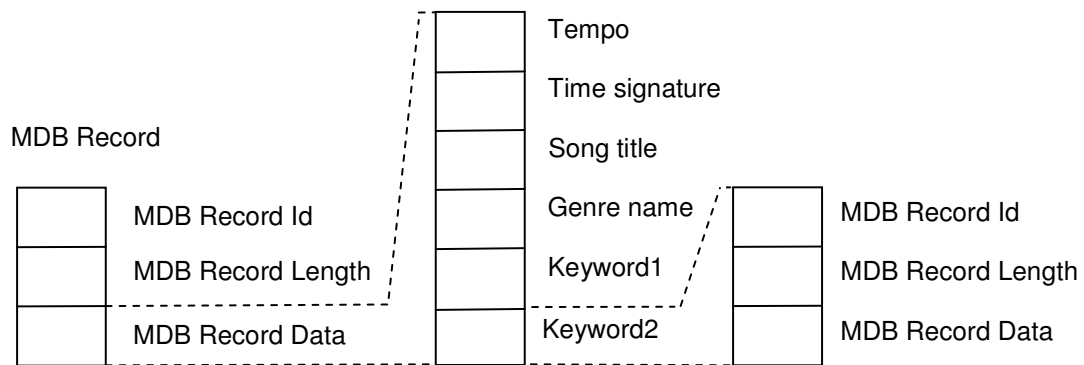 MDB Record
MDB Record Id
MDB Record Length
MDB Record Data
Tempo
Time signature
Song title
Genre name
Keyword1
Keyword2
MDB Record Id
MDB Record Length
MDB Record Data